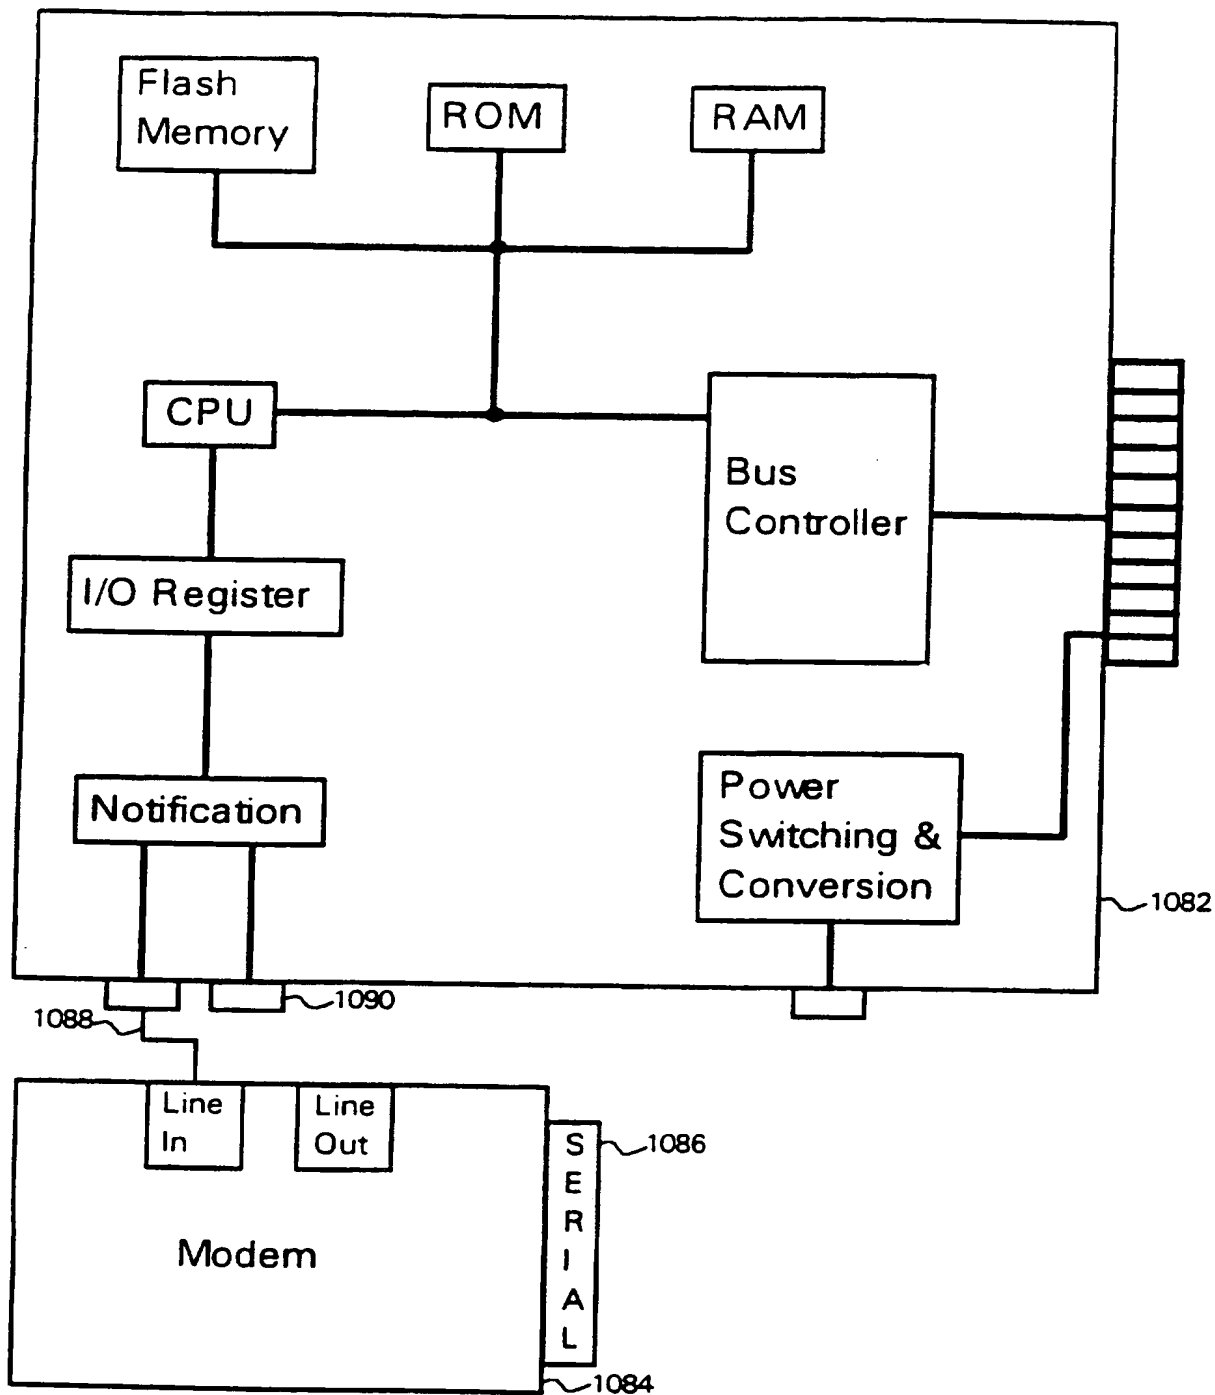 Flash
Memory
ROM
RAM
CPU
Bus
Controller
I/O Register
Notification
Power
Switching &
Conversion
1082
1090
1088
Line
In
Line
Out
1086
SERIAL
Modem
1084